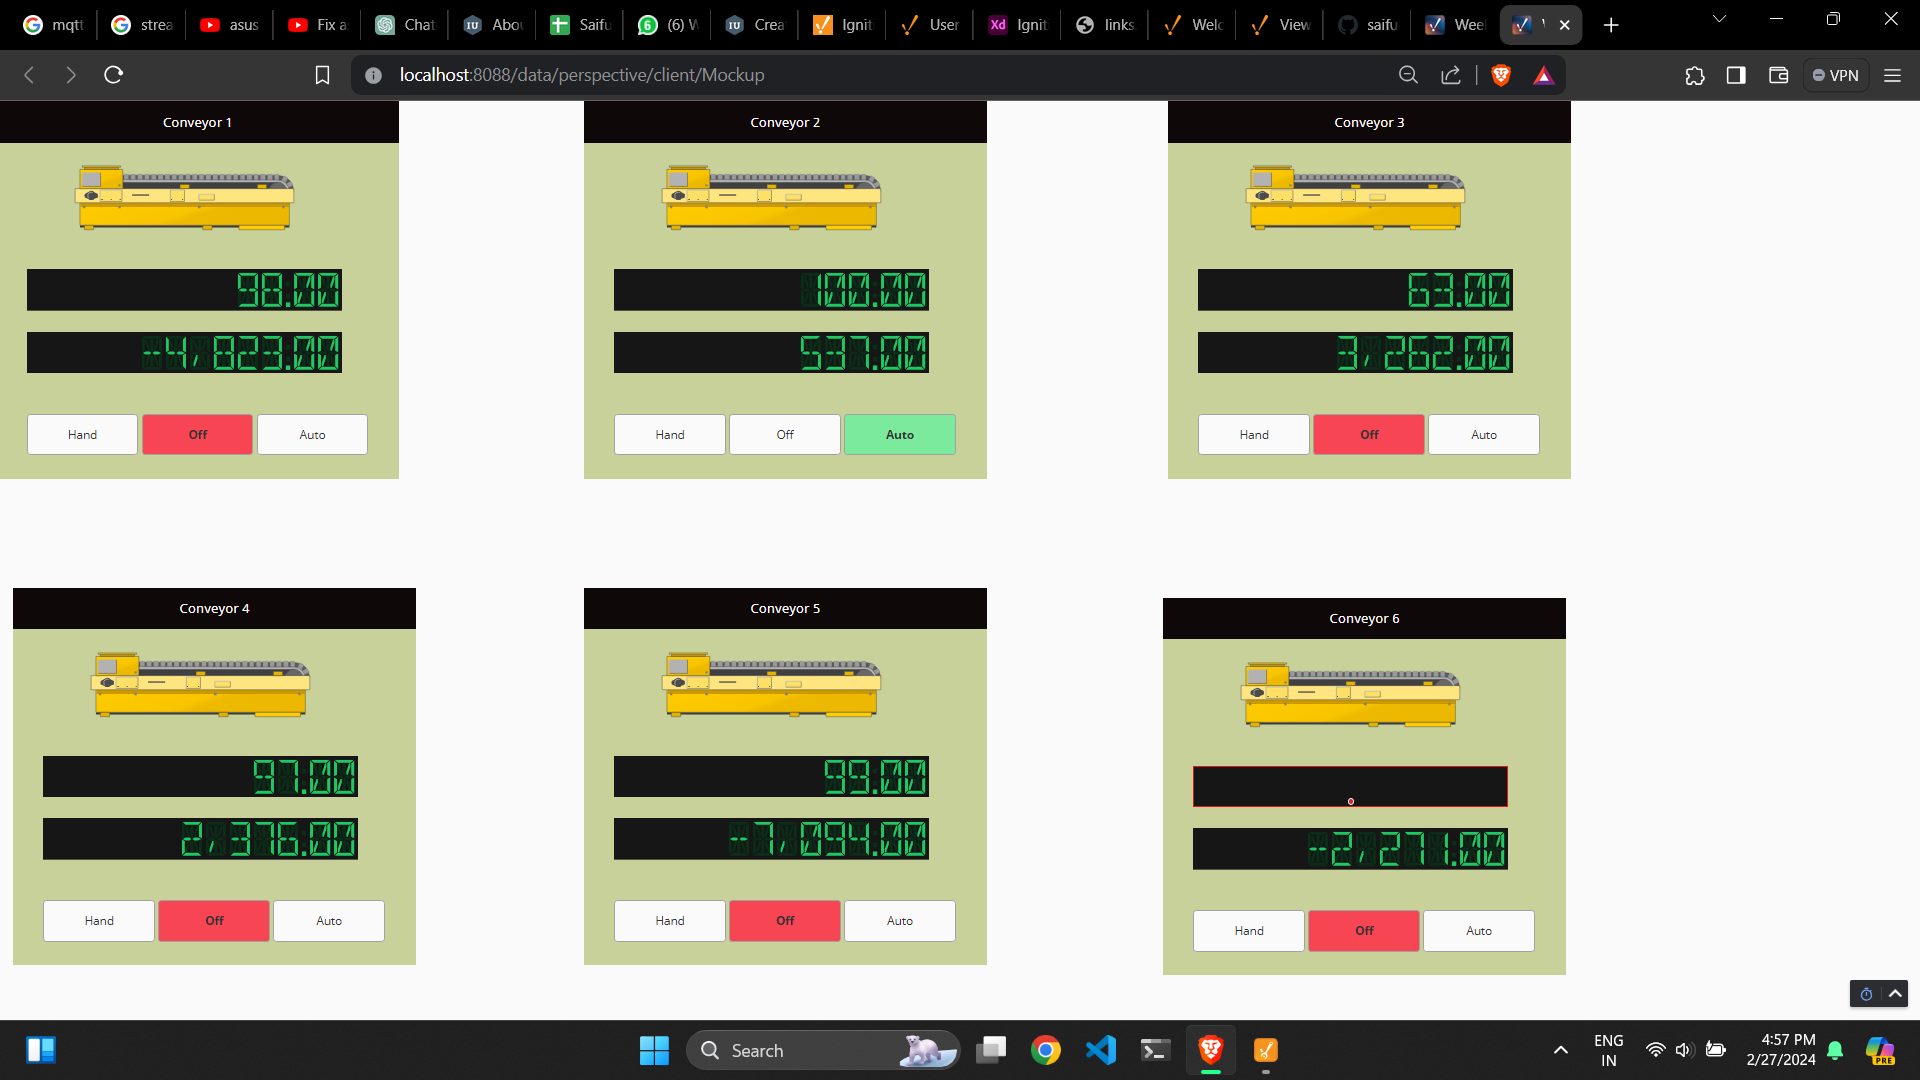 mqtt
strea
asus
Fix a
Chat
Abou
Saifu
(6) W
Crea
Ignit
User
Ignit
links.
Welc
View
saifu
Wee
localhost:8088/data/perspective/client/Mockup
VPN
Conveyor 1
98.00
-4,823.00
Hand Off Auto
Conveyor 2
100.00
537.00
Hand Off Auto
Conveyor 3
63.00
3,262.00
Hand Off Auto
Conveyor 4
97.00
2,376.00
Hand Off Auto
Conveyor 5
99.00
-7,094.00
Hand Off Auto
Conveyor 6
-2,271.00
Hand Off Auto
Search
ENG
IN
4:57 PM
2/27/2024
PRE